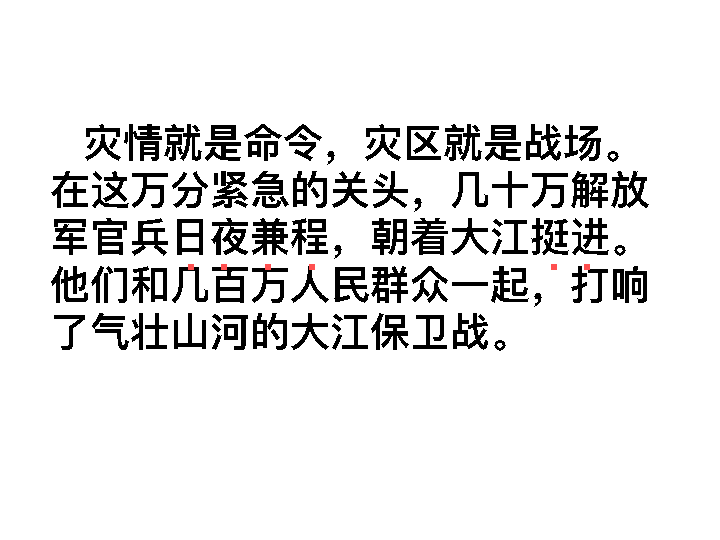 灾情就是命令，灾区就是战场。
在这万分紧急的关头，几十万解放
军官兵日夜兼程，朝着大江挺进。
他们和几百万人民群众一起，打响
了气壮山河的大江保卫战。